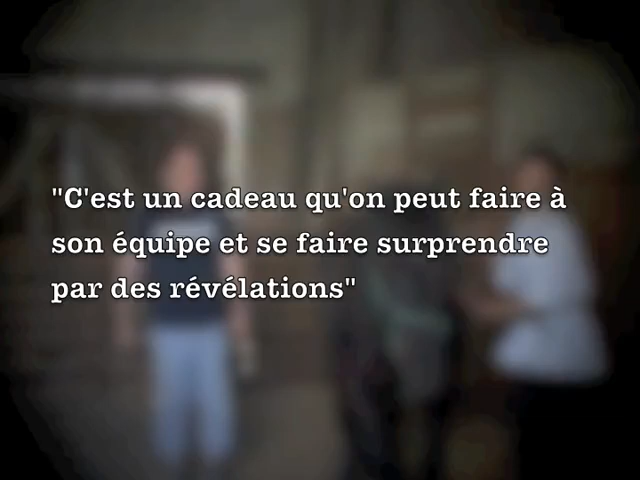 "C'est un cadeau qu'on peut faire à
son équipe et se faire surprendre
par des révélations"